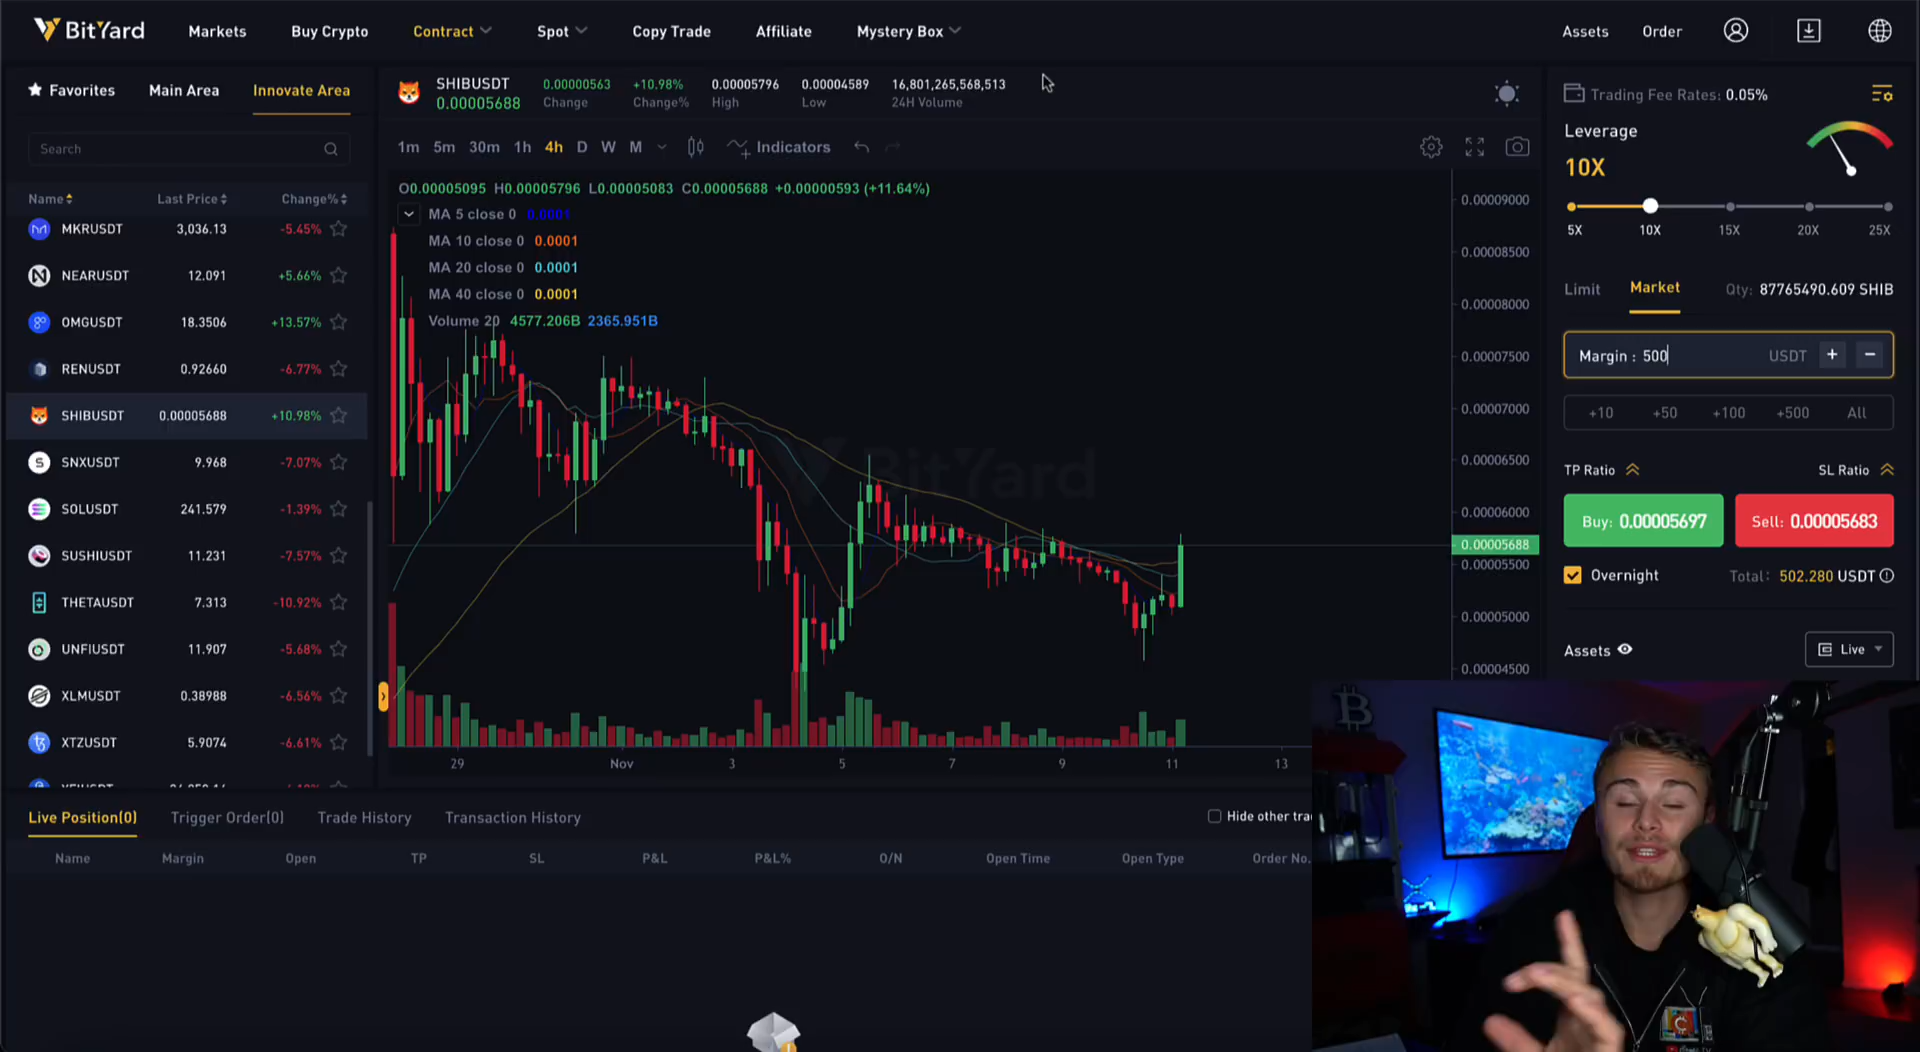 BitYard
Markets
Buy Crypto
Contract
Spot
Copy Trade
Affiliate
Mystery Box
Assets
Order
Favorites
Main Area
Innovate Area
Search
Name
Last Price
Change%
MKRUSDT 3,036.13 -5.45%
NEARUSDT 12.091 +5.66%
OMGUSDT 18.3506 +13.57%
RENUSDT 0.92660 -6.77%
SHIBUSDT 0.00005688 +10.98%
SNXUSDT 9.968 -7.07%
SOLUSDT 241.579 -1.39%
SUSHIUSDT 11.231 -7.57%
THETAUSDT 7.313 -10.92%
UNFIUSDT 11.907 -5.68%
XLMUSDT 0.38988 -6.56%
XTZUSDT 5.9074 -6.61%
SHIBUSDT
0.00005688
0.00000563
Change
+10.98%
Change%
0.00005796
High
0.00004589
Low
16,801,265,568,513
24H Volume
1m 5m 30m 1h 4h D W M
Indicators
O0.00005095 H0.00005796 L0.00005083 C0.00005688 +0.00000593 (+11.64%)
MA 5 close 0 0.0001
MA 10 close 0 0.0001
MA 20 close 0 0.0001
MA 40 close 0 0.0001
Volume 20 4577.206B 2365.951B
BitYard
0.00009000
0.00008500
0.00008000
0.00007500
0.00007000
0.00006500
0.00006000
0.00005688
0.00005500
0.00005000
0.00004500
29 Nov 3 5 7 9 11 13
Trading Fee Rates: 0.05%
Leverage
10X
5X 10X 15X 20X 25X
Limit
Market
Qty: 87765490.609 SHIB
Margin : 500 USDT + −
+10 +50 +100 +500 All
TP Ratio
SL Ratio
Buy: 0.00005697
Sell: 0.00005683
Overnight
Total: 502.280 USDT
Assets
Live
Live Position(0)
Trigger Order(0)
Trade History
Transaction History
Hide other tra
Name Margin Open TP SL P&L P&L% O/N Open Time Open Type Order No.